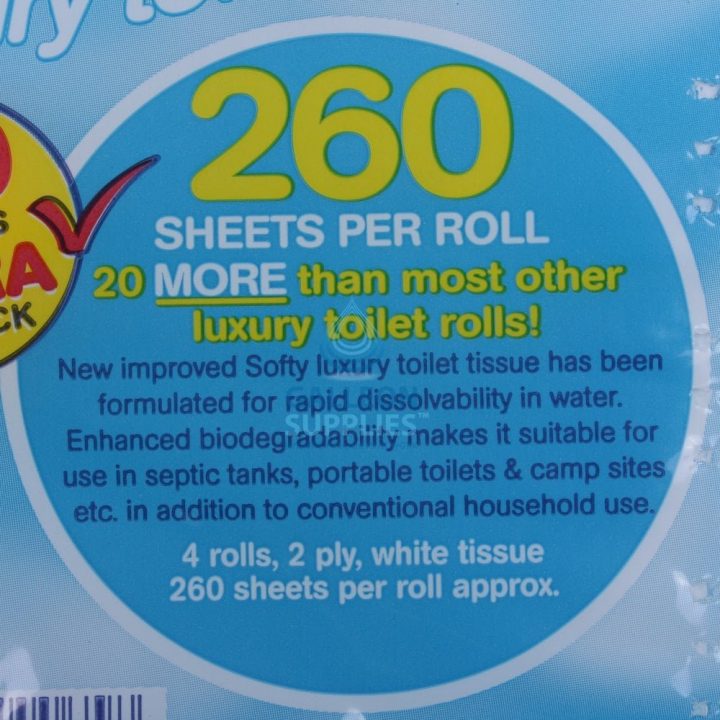 260
SHEETS PER ROLL
20 MORE than most other
luxury toilet rolls!
New improved Softy luxury toilet tissue has been
formulated for rapid dissolvability in water.
Enhanced biodegradability makes it suitable for
use in septic tanks, portable toilets & camp sites
etc. in addition to conventional household use.
4 rolls, 2 ply, white tissue
260 sheets per roll approx.
SUPPLIES™